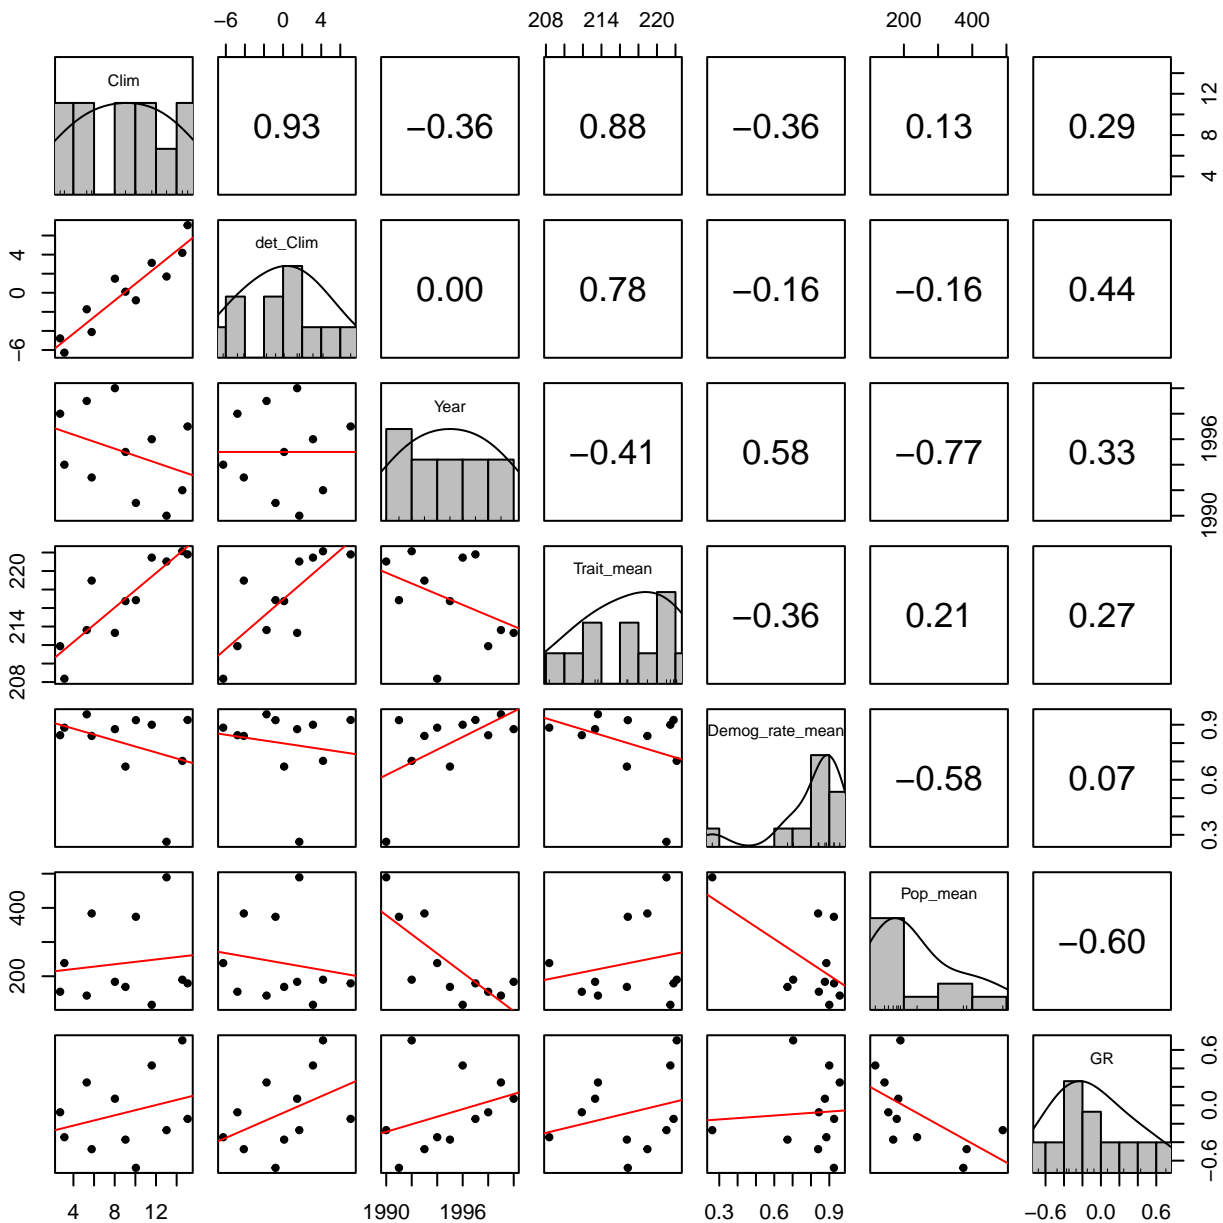 −6 0 4 208 214 220 200 400
Clim 0.93 −0.36 0.88 −0.36 0.13 0.29 4 8 12
−6 0 4 det_Clim 0.00 0.78 −0.16 −0.16 0.44
Year −0.41 0.58 −0.77 0.33 1990 1996
208 214 220 Trait_mean −0.36 0.21 0.27
Demog_rate_mean −0.58 0.07 0.3 0.6 0.9
200 400 Pop_mean −0.60
GR −0.6 0.0 0.6
4 8 12 1990 1996 0.3 0.6 0.9 −0.6 0.0 0.6